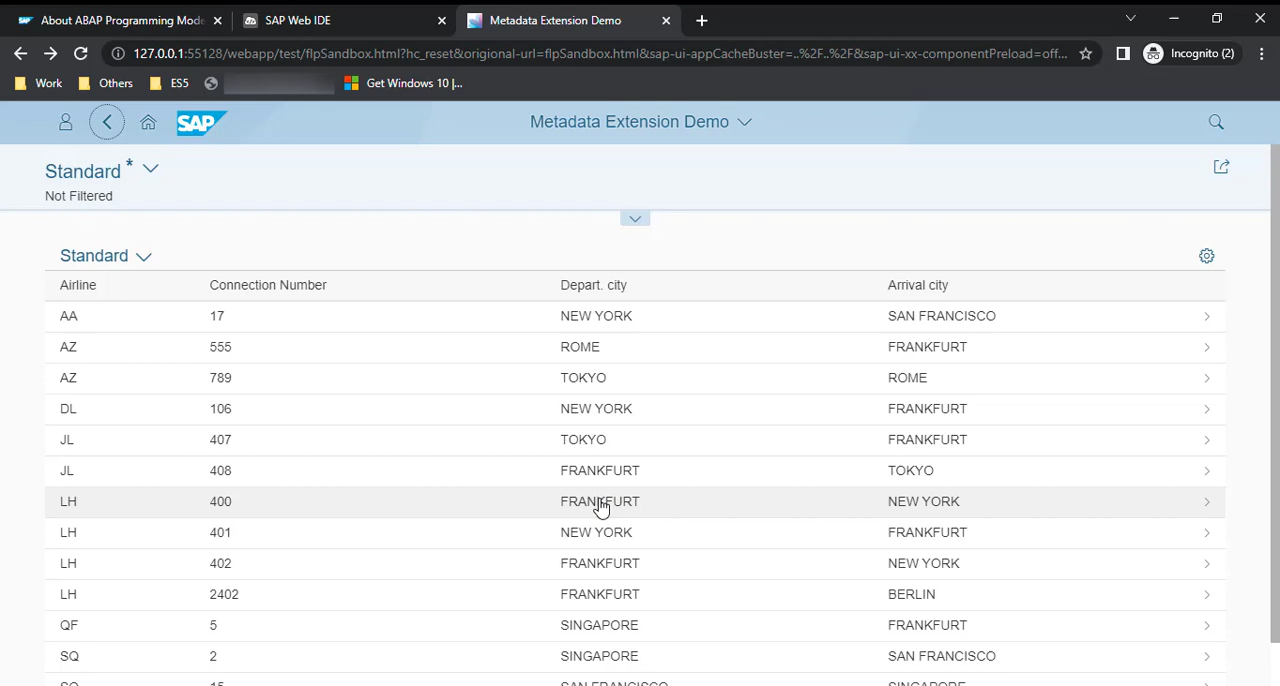 About ABAP Programming Mode
SAP Web IDE
Metadata Extension Demo
127.0.0.1:55128/webapp/test/flpSandbox.html?hc_reset&origional-url=flpSandbox.html&sap-ui-appCacheBuster=..%2F..%2F&sap-ui-xx-componentPreload=off...
Incognito (2)
Work
Others
ES5
Get Windows 10 |...
SAP
Metadata Extension Demo
Standard *
Not Filtered
Standard
Airline Connection Number Depart. city Arrival city
AA 17 NEW YORK SAN FRANCISCO
AZ 555 ROME FRANKFURT
AZ 789 TOKYO ROME
DL 106 NEW YORK FRANKFURT
JL 407 TOKYO FRANKFURT
JL 408 FRANKFURT TOKYO
LH 400 FRANKFURT NEW YORK
LH 401 NEW YORK FRANKFURT
LH 402 FRANKFURT NEW YORK
LH 2402 FRANKFURT BERLIN
QF 5 SINGAPORE FRANKFURT
SQ 2 SINGAPORE SAN FRANCISCO
SQ 15 SAN FRANCISCO SINGAPORE